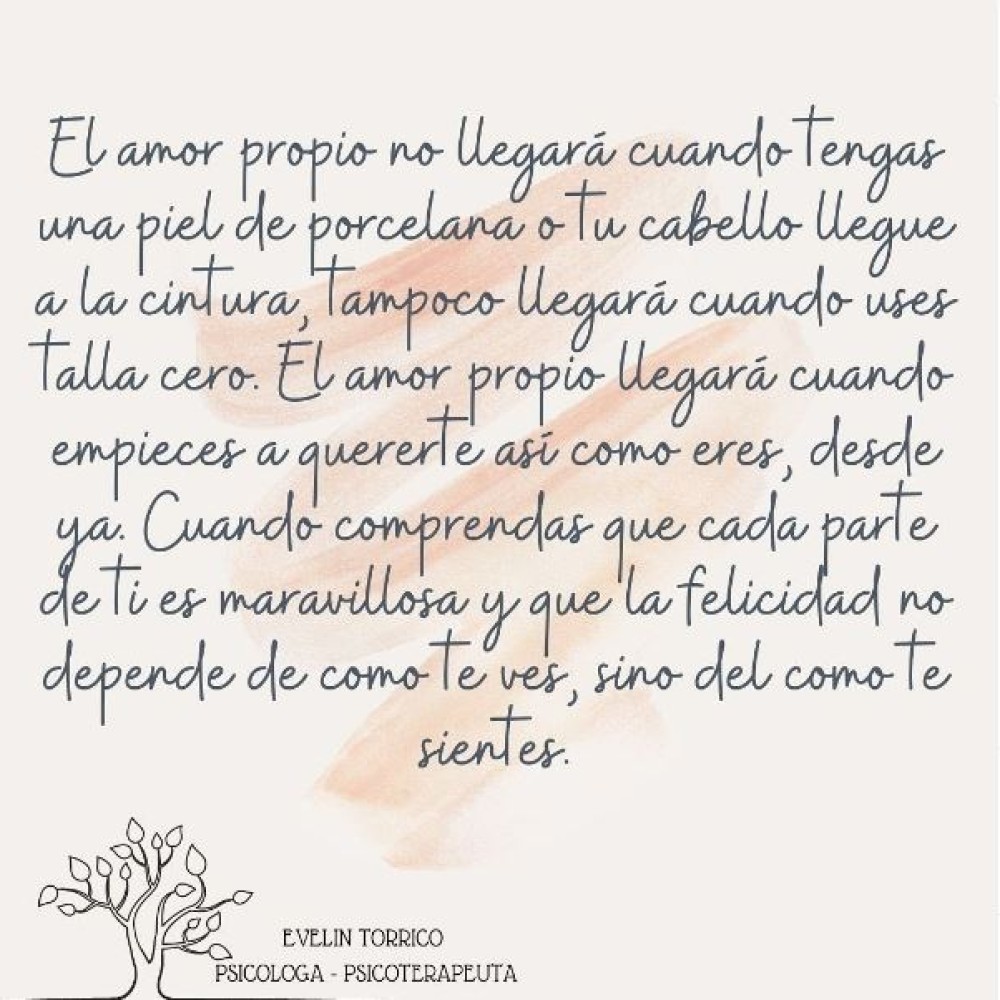 El amor propio no llegará cuando tengas
una piel de porcelana o tu cabello llegue
a la cintura, tampoco llegará cuando uses
talla cero. El amor propio llegará cuando
empieces a quererte así como eres, desde
ya. Cuando comprendas que cada parte
de ti es maravillosa y que la felicidad no
depende de como te ves, sino del como te
sientes.
EVELIN TORRICO
PSICOLOGA - PSICOTERAPEUTA